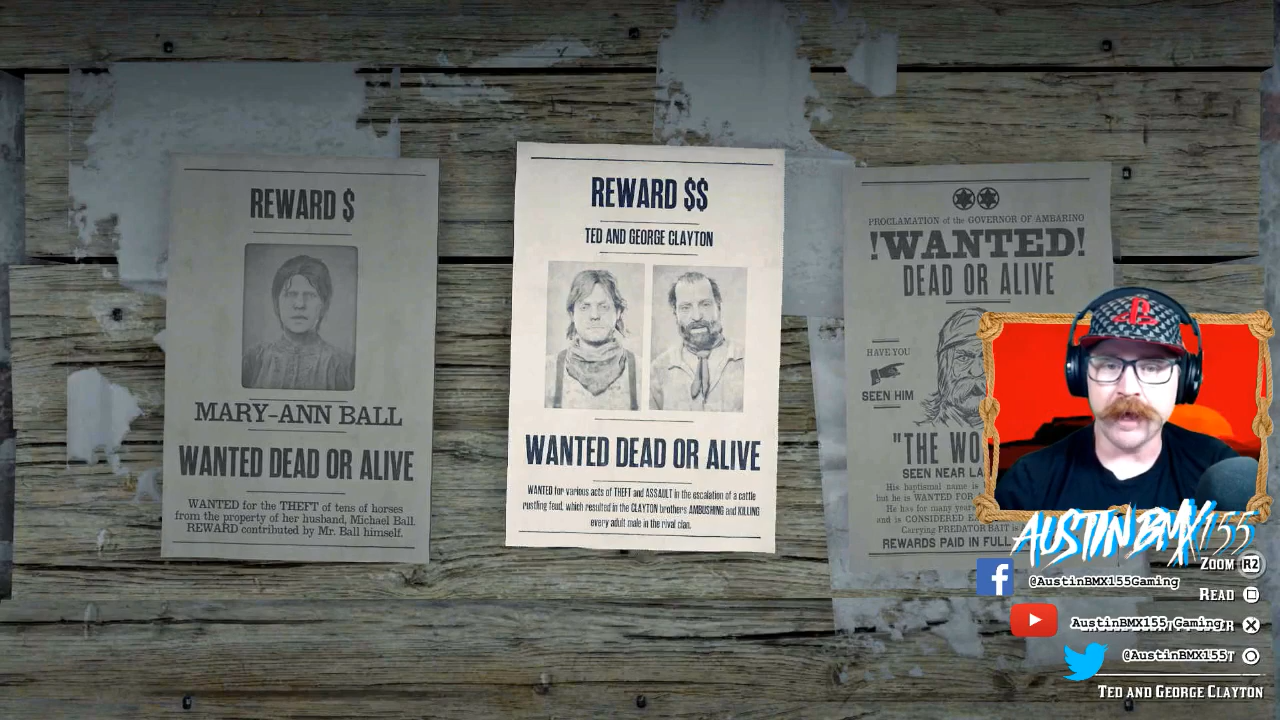 REWARD $
MARY-ANN BALL
WANTED DEAD OR ALIVE
WANTED for the THEFT of tens of horses
from the property of her husband, Michael Ball.
REWARD contributed by Mr. Ball himself.
REWARD $$
TED AND GEORGE CLAYTON
WANTED DEAD OR ALIVE
WANTED for various acts of THEFT and ASSAULT in the escalation of a cattle
rustling feud, which resulted in the CLAYTON brothers AMBUSHING and KILLING
every adult male in the rival clan.
PROCLAMATION of the GOVERNOR OF AMBARINO
!WANTED!
DEAD OR ALIVE
HAVE YOU
SEEN HIM
"THE
SEEN NEAR
His baptismal name is
but he is WANTED FOR
He has for many
and is CONSIDERED
Carrying PREDATOR BAIT is
REWARDS PAID IN FULL
AUSTINBMX155
@AustinBMX155Gaming
AustinBMX155 Gaming
@AustinBMX155
ZOOM R2
READ
TED AND GEORGE CLAYTON